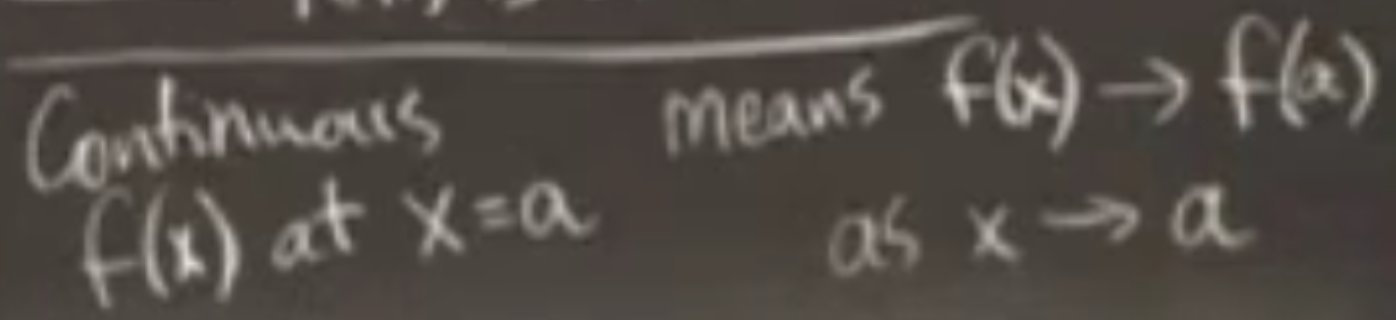 Continuous means f(x) → f(a)
f(x) at x=a as x → a